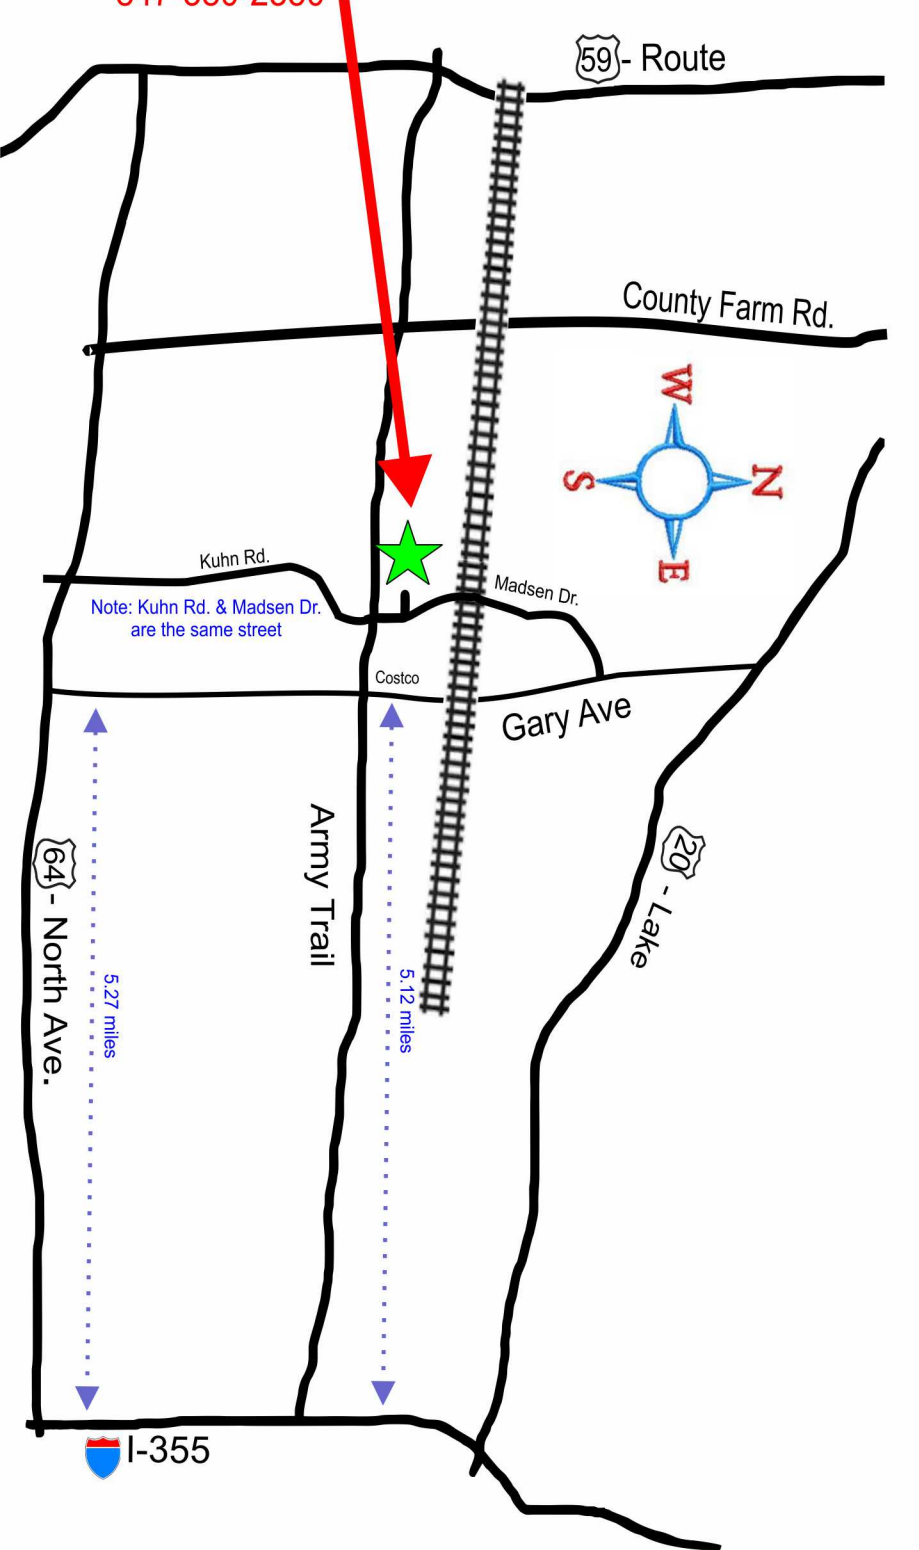 59 - Route
County Farm Rd.
W
N
S
E
Kuhn Rd.
Madsen Dr.
Note: Kuhn Rd. & Madsen Dr.
are the same street
Costco
Gary Ave
Army Trail
64 - North Ave.
20 - Lake
5.27 miles
5.12 miles
I-355